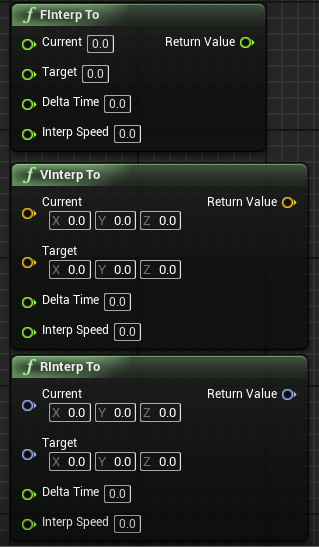 f FInterp To
Current 0.0 Return Value
Target 0.0
Delta Time 0.0
Interp Speed 0.0
f VInterp To
Current Return Value
X 0.0 Y 0.0 Z 0.0
Target
X 0.0 Y 0.0 Z 0.0
Delta Time 0.0
Interp Speed 0.0
f RInterp To
Current Return Value
X 0.0 Y 0.0 Z 0.0
Target
X 0.0 Y 0.0 Z 0.0
Delta Time 0.0
Interp Speed 0.0